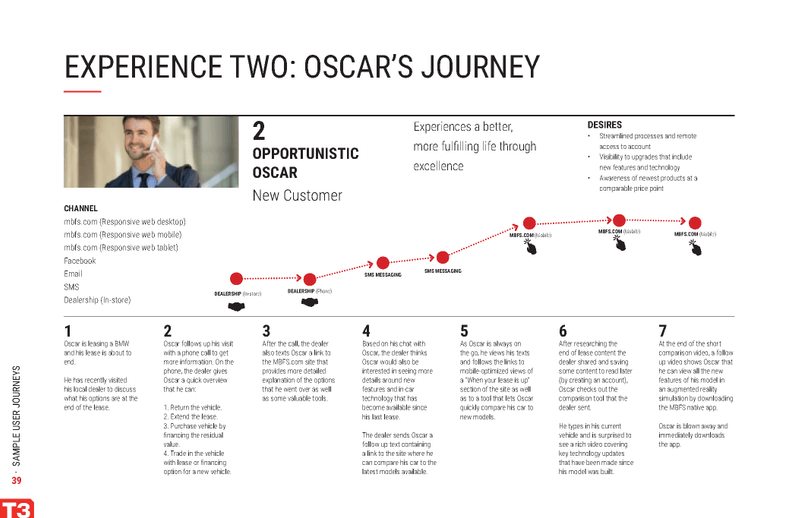 EXPERIENCE TWO: OSCAR'S JOURNEY
2
OPPORTUNISTIC
OSCAR
New Customer
Experiences a better,
more fulfilling life through
excellence
DESIRES
• Streamlined processes and remote
access to account
• Visibility to upgrades that include
new features and technology
• Awareness of newest products at a
comparable price point
CHANNEL
mbfs.com (Responsive web desktop)
mbfs.com (Responsive web mobile)
mbfs.com (Responsive web tablet)
Facebook
Email
SMS
Dealership (In-store)
DEALERSHIP (Instore)
DEALERSHIP (Phone)
SMS MESSAGING
SMS MESSAGING
MBFS.COM (Mobile)
MBFS.COM (Mobile)
MBFS.COM (Mobile)
1
Oscar is leasing a BMW
and his lease is about to
end.
He has recently visited
his local dealer to discuss
what his options are at the
end of the lease.
2
Oscar follows up his visit
with a phone call to get
more information. On the
phone, the dealer gives
Oscar a quick overview
that he can:
1. Return the vehicle.
2. Extend the lease.
3. Purchase vehicle by
financing the residual
value.
4. Trade in the vehicle
with lease or financing
option for a new vehicle.
3
After the call, the dealer
also texts Oscar a link to
the MBFS.com site that
provides more detailed
explanation of the options
that he went over as well
as some valuable tools.
4
Based on his chat with
Oscar, the dealer thinks
Oscar would also be
interested in seeing more
details around new
features and in-car
technology that has
become available since
his last lease.
The dealer sends Oscar a
follow up text containing
a link to the site where he
can compare his car to the
latest models available.
5
As Oscar is always on
the go, he views his texts
and follows the links to
mobile optimized views of
a "When your lease is up"
section of the site as well
as to a tool that lets Oscar
quickly compare his car to
new models.
6
After researching the
end of lease content the
dealer shared and saving
some content to read later
(by creating an account),
Oscar checks out the
comparison tool that the
dealer sent.
He types in his current
vehicle and is surprised to
see a rich video covering
key technology updates
that have been made since
his model was built.
7
At the end of the short
comparison video, a follow
up video shows Oscar that
he can view all the new
features of his model in
an augmented reality
simulation by downloading
the MBFS native app.
Oscar is blown away and
immediately downloads
the app.
SAMPLE USER JOURNEYS
39
T3